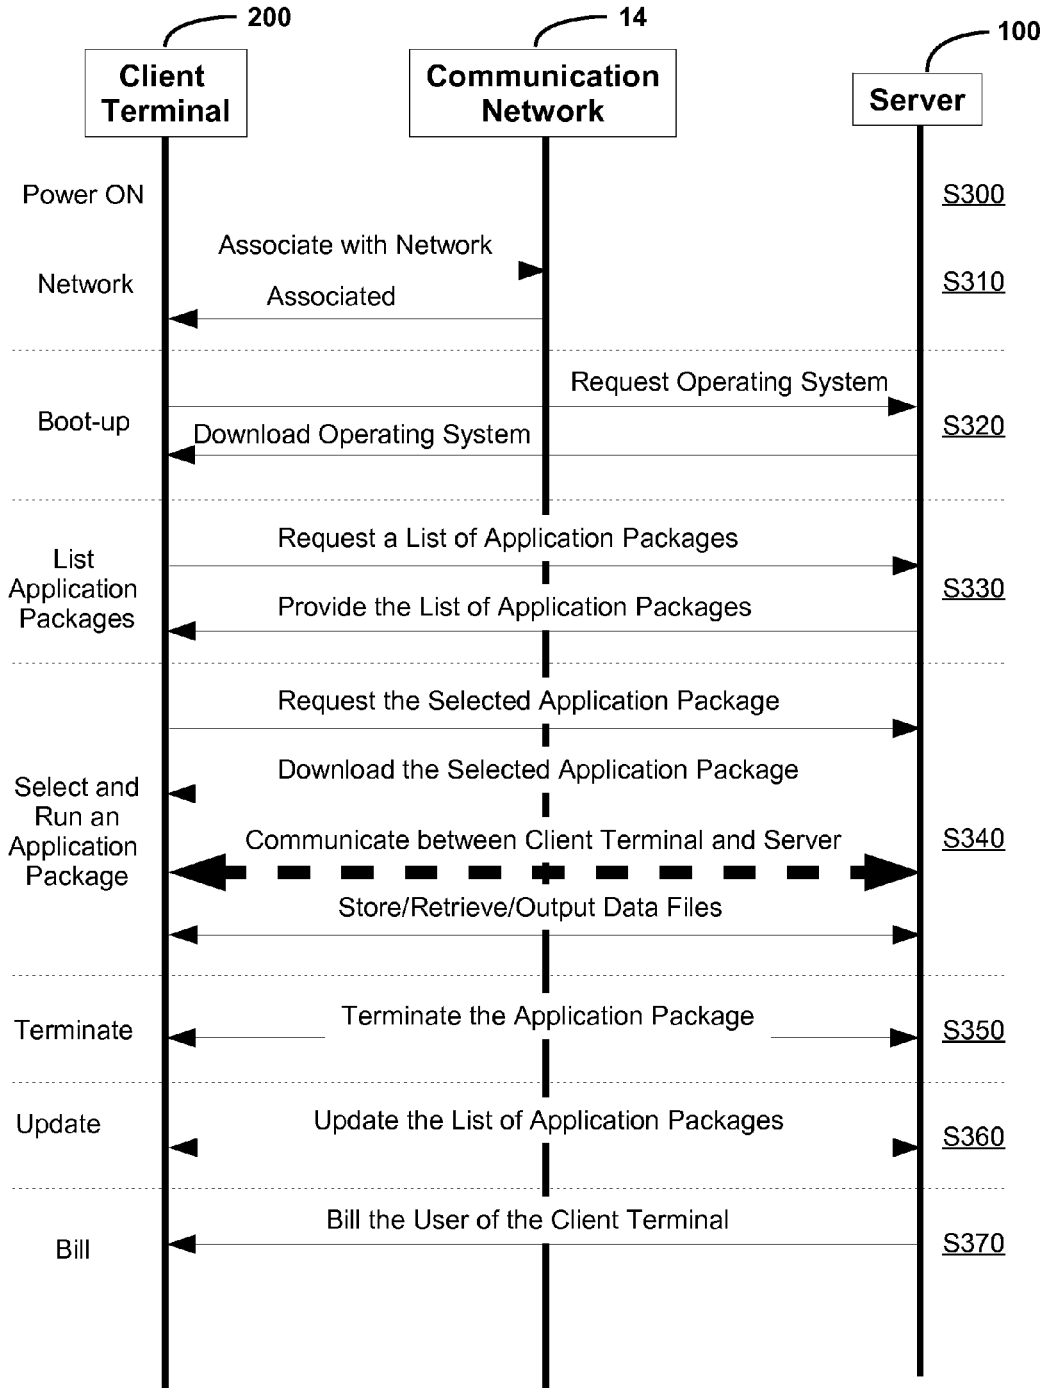 200
14
100
Client
Terminal
Communication
Network
Server
Power ON
S300
Associate with Network
Network
S310
Associated
Request Operating System
Boot-up
S320
Download Operating System
Request a List of Application Packages
List
Application
Packages
S330
Provide the List of Application Packages
Request the Selected Application Package
Download the Selected Application Package
Select and
Run an
Application
Package
S340
Communicate between Client Terminal and Server
Store/Retrieve/Output Data Files
Terminate
Terminate the Application Package
S350
Update
Update the List of Application Packages
S360
Bill
Bill the User of the Client Terminal
S370